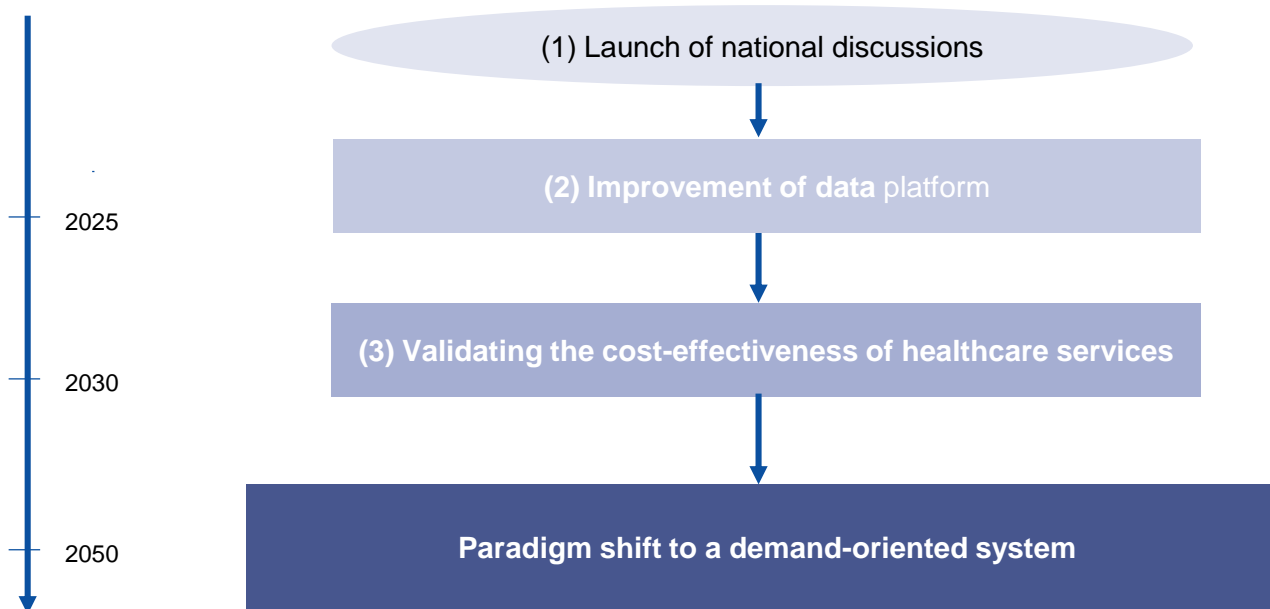 (1) Launch of national discussions
(2) Improvement of data platform
2025
(3) Validating the cost-effectiveness of healthcare services
2030
Paradigm shift to a demand-oriented system
2050